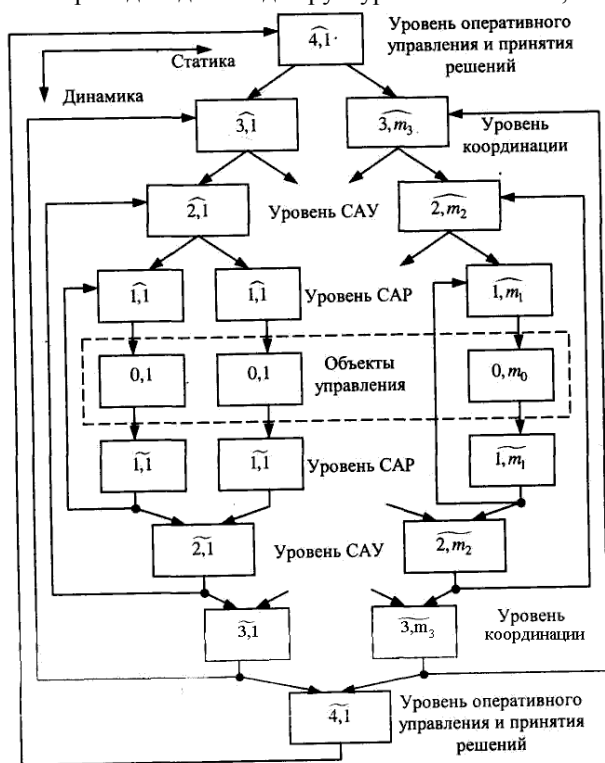 4,1
Уровень оперативного
управления и принятия
решений
Статика
Динамика
3,1
3,m₃
Уровень
координации
2,1
Уровень САУ
2,m₂
1,1
1,1
Уровень САР
1,m₁
0,1
0,1
Объекты
управления
0,m₀
1,1
1,1
Уровень САР
1,m₁
2,1
Уровень САУ
2,m₂
3,1
3,m₃
Уровень
координации
4,1
Уровень оперативного
управления и принятия
решений